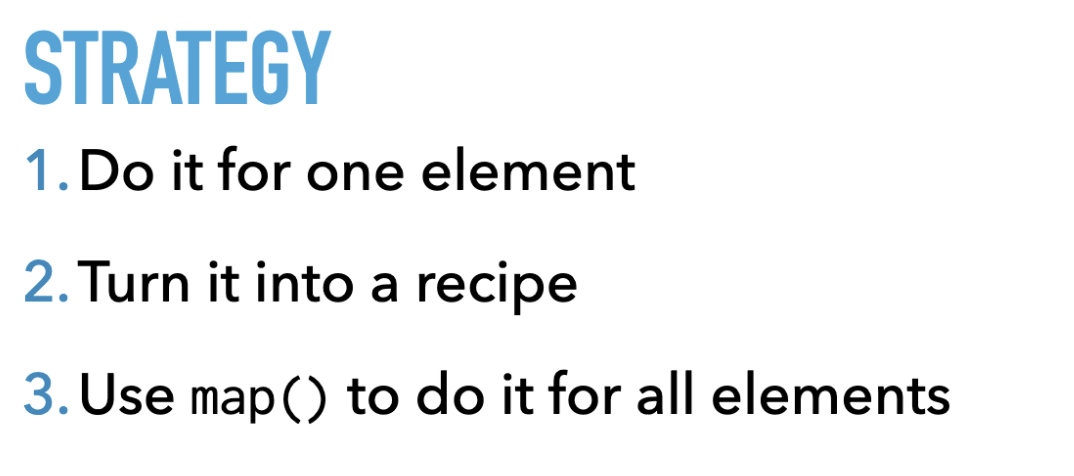 STRATEGY
1. Do it for one element
2. Turn it into a recipe
3. Use map() to do it for all elements